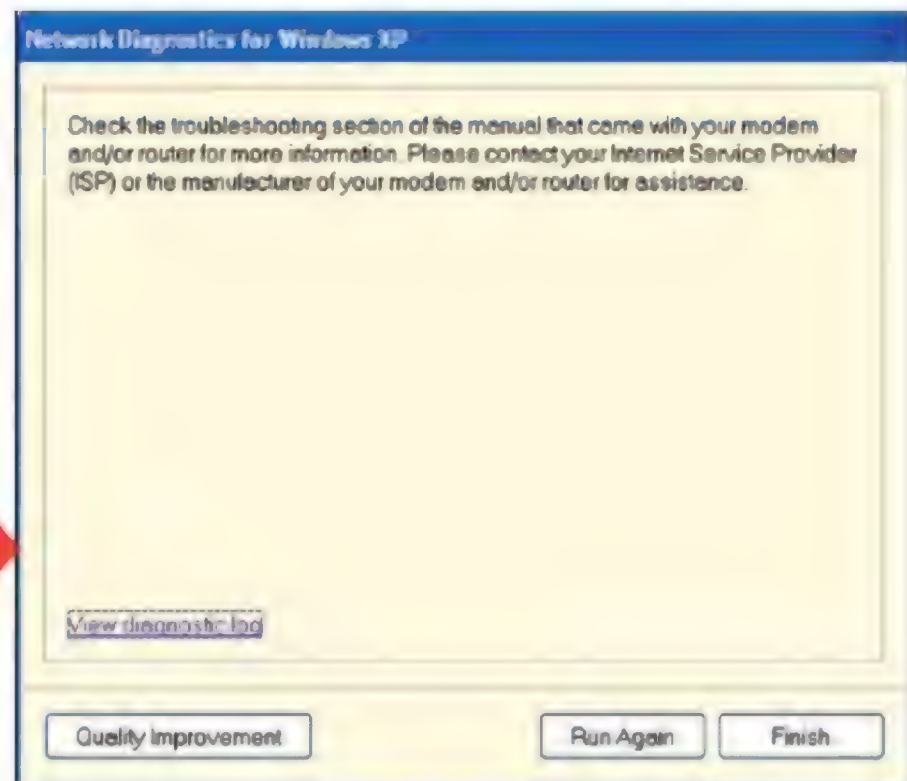 Network Diagnostics for Windows XP
Check the troubleshooting section of the manual that came with your modem
and/or router for more information. Please contact your Internet Service Provider
(ISP) or the manufacturer of your modem and/or router for assistance.
View diagnostic log
Quality Improvement
Run Again
Finish